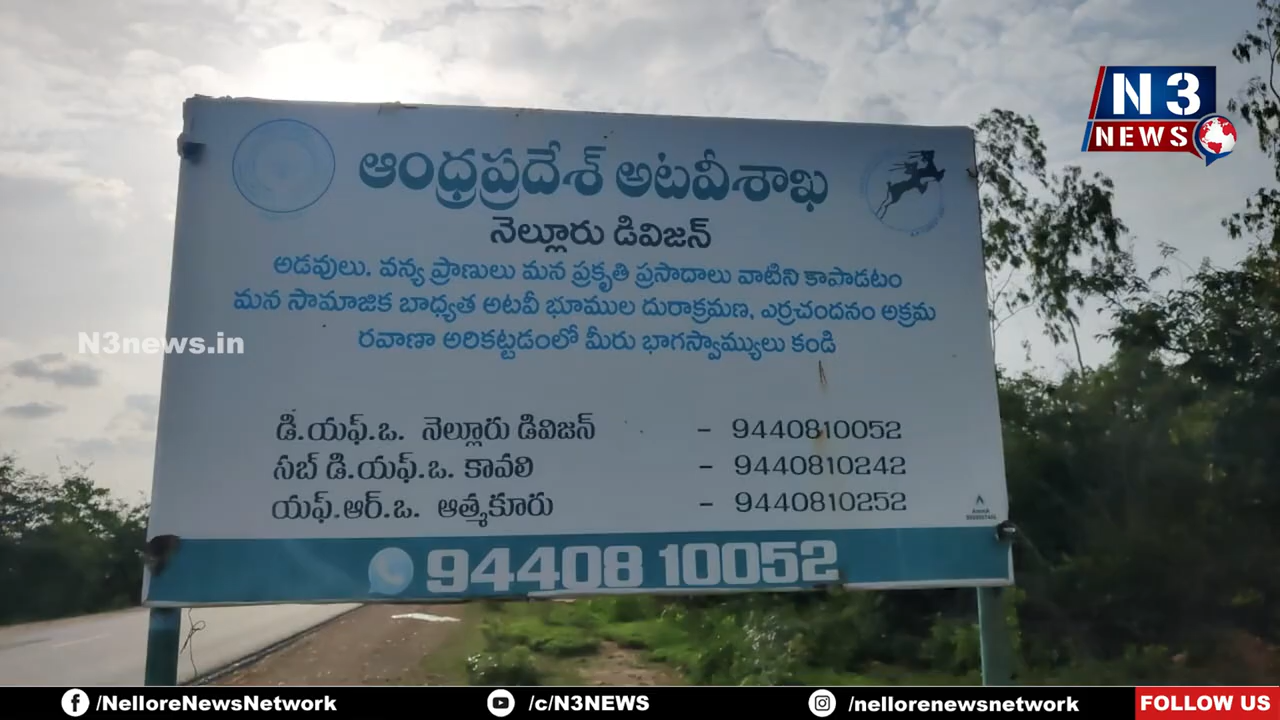 N3
NEWS
ఆంధ్రప్రదేశ్ అటవీశాఖ
నెల్లూరు డివిజన్
అడవులు. వన్య ప్రాణులు మన ప్రకృతి ప్రసాదాలు వాటిని కాపాడటం
మన సామాజిక బాధ్యత అటవీ భూముల దురాక్రమణ, ఎర్రచందనం అక్రమ
రవాణా అరికట్టడంలో మీరు భాగస్వామ్యులు కండి
N3news.in
డి.యఫ్.ఒ. నెల్లూరు డివిజన్ - 9440810052
సబ్ డి.యఫ్.ఒ. కావలి - 9440810242
యఫ్.ఆర్.ఒ. ఆత్మకూరు - 9440810252
94408 10052
/NelloreNewsNetwork
/c/N3NEWS
/nellorenewsnetwork
FOLLOW US